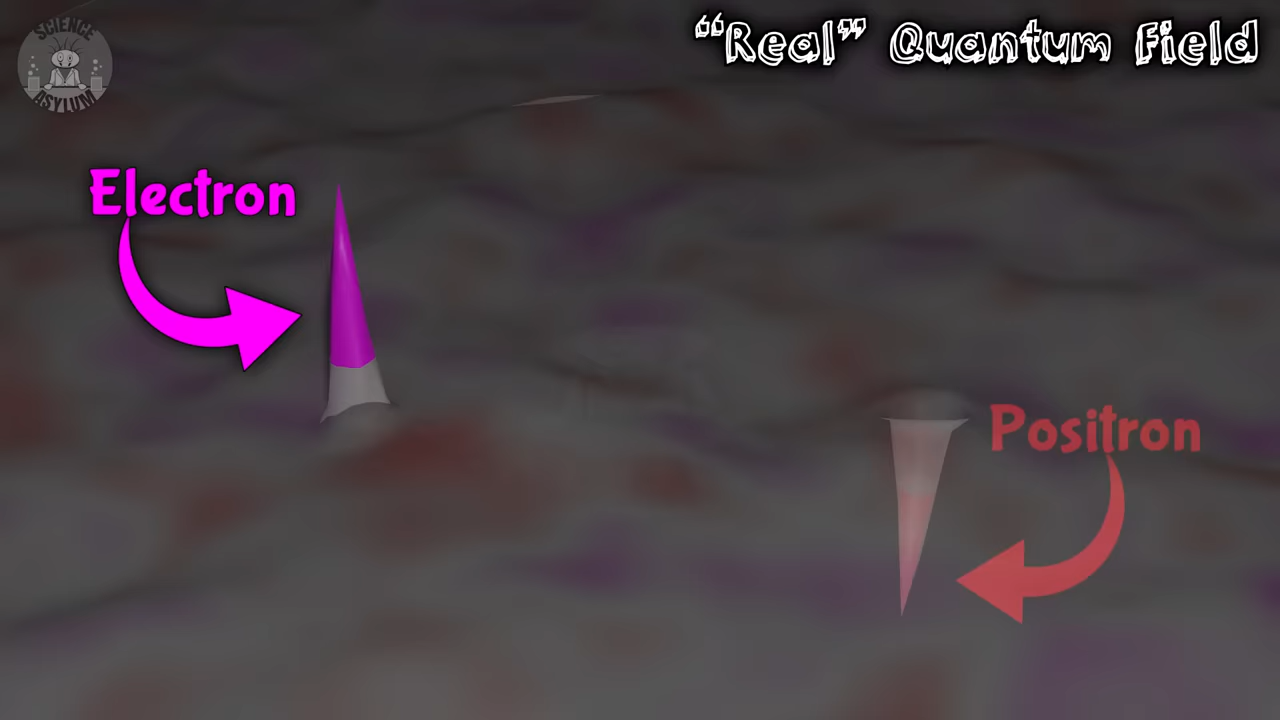 SCIENCE
ASYLUM
“Real” Quantum Field
Electron
Positron